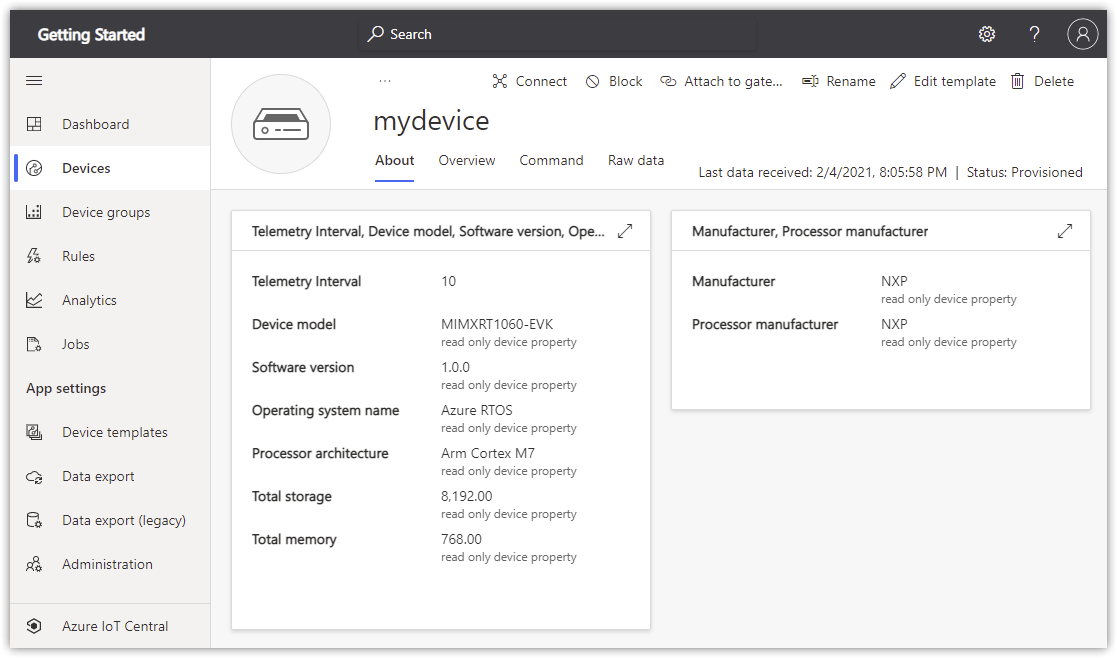 Getting Started
Search
?
Dashboard
Devices
Device groups
Rules
Analytics
Jobs
App settings
Device templates
Data export
Data export (legacy)
Administration
Azure IoT Central
... Connect Block Attach to gate... Rename Edit template Delete
mydevice
About Overview Command Raw data
Last data received: 2/4/2021, 8:05:58 PM | Status: Provisioned
Telemetry Interval, Device model, Software version, Ope...
Telemetry Interval 10
Device model MIMXRT1060-EVK
read only device property
Software version 1.0.0
read only device property
Operating system name Azure RTOS
read only device property
Processor architecture Arm Cortex M7
read only device property
Total storage 8,192.00
read only device property
Total memory 768.00
read only device property
Manufacturer, Processor manufacturer
Manufacturer NXP
read only device property
Processor manufacturer NXP
read only device property